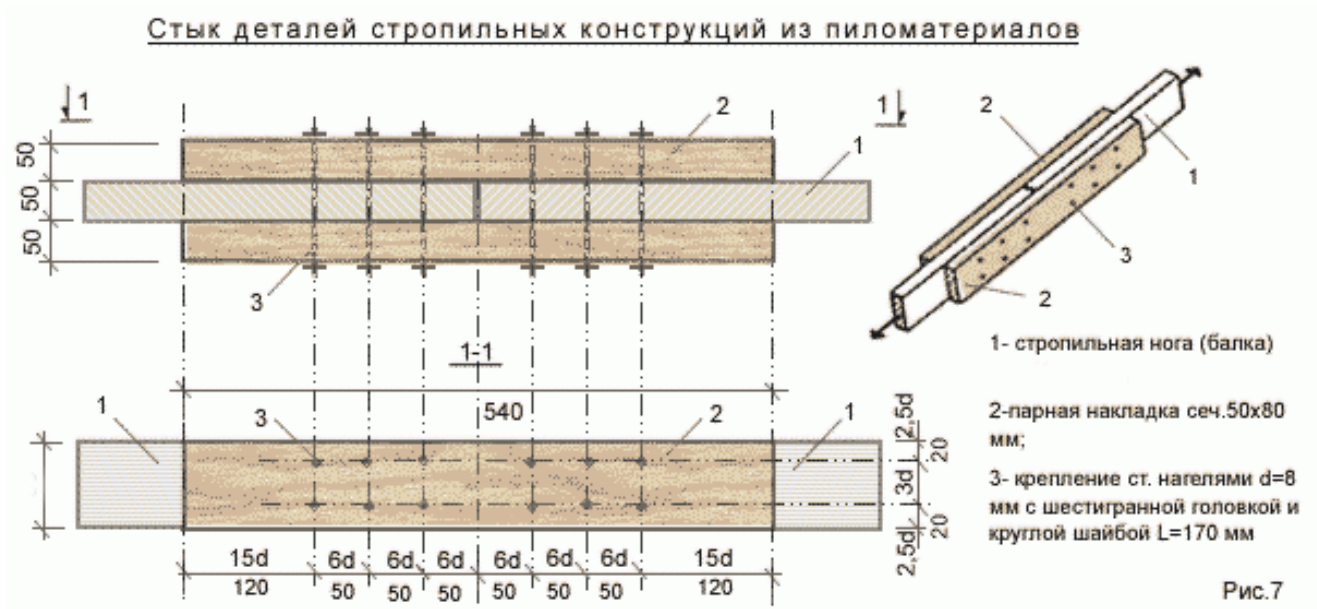 Стык деталей стропильных конструкций из пиломатериалов
1
1
2
2
1
1
50
50
50
3
3
2
1- стропильная нога (балка)
1-1
540
1
3
2
1
2,5d
20
3d
20
2,5d
2-парная накладка сеч.50х80
мм;
3- крепление ст. нагелями d=8
мм с шестигранной головкой и
круглой шайбой L=170 мм
15d 6d 6d 6d 6d 6d 6d 15d
120 50 50 50 50 50 50 120
Рис.7